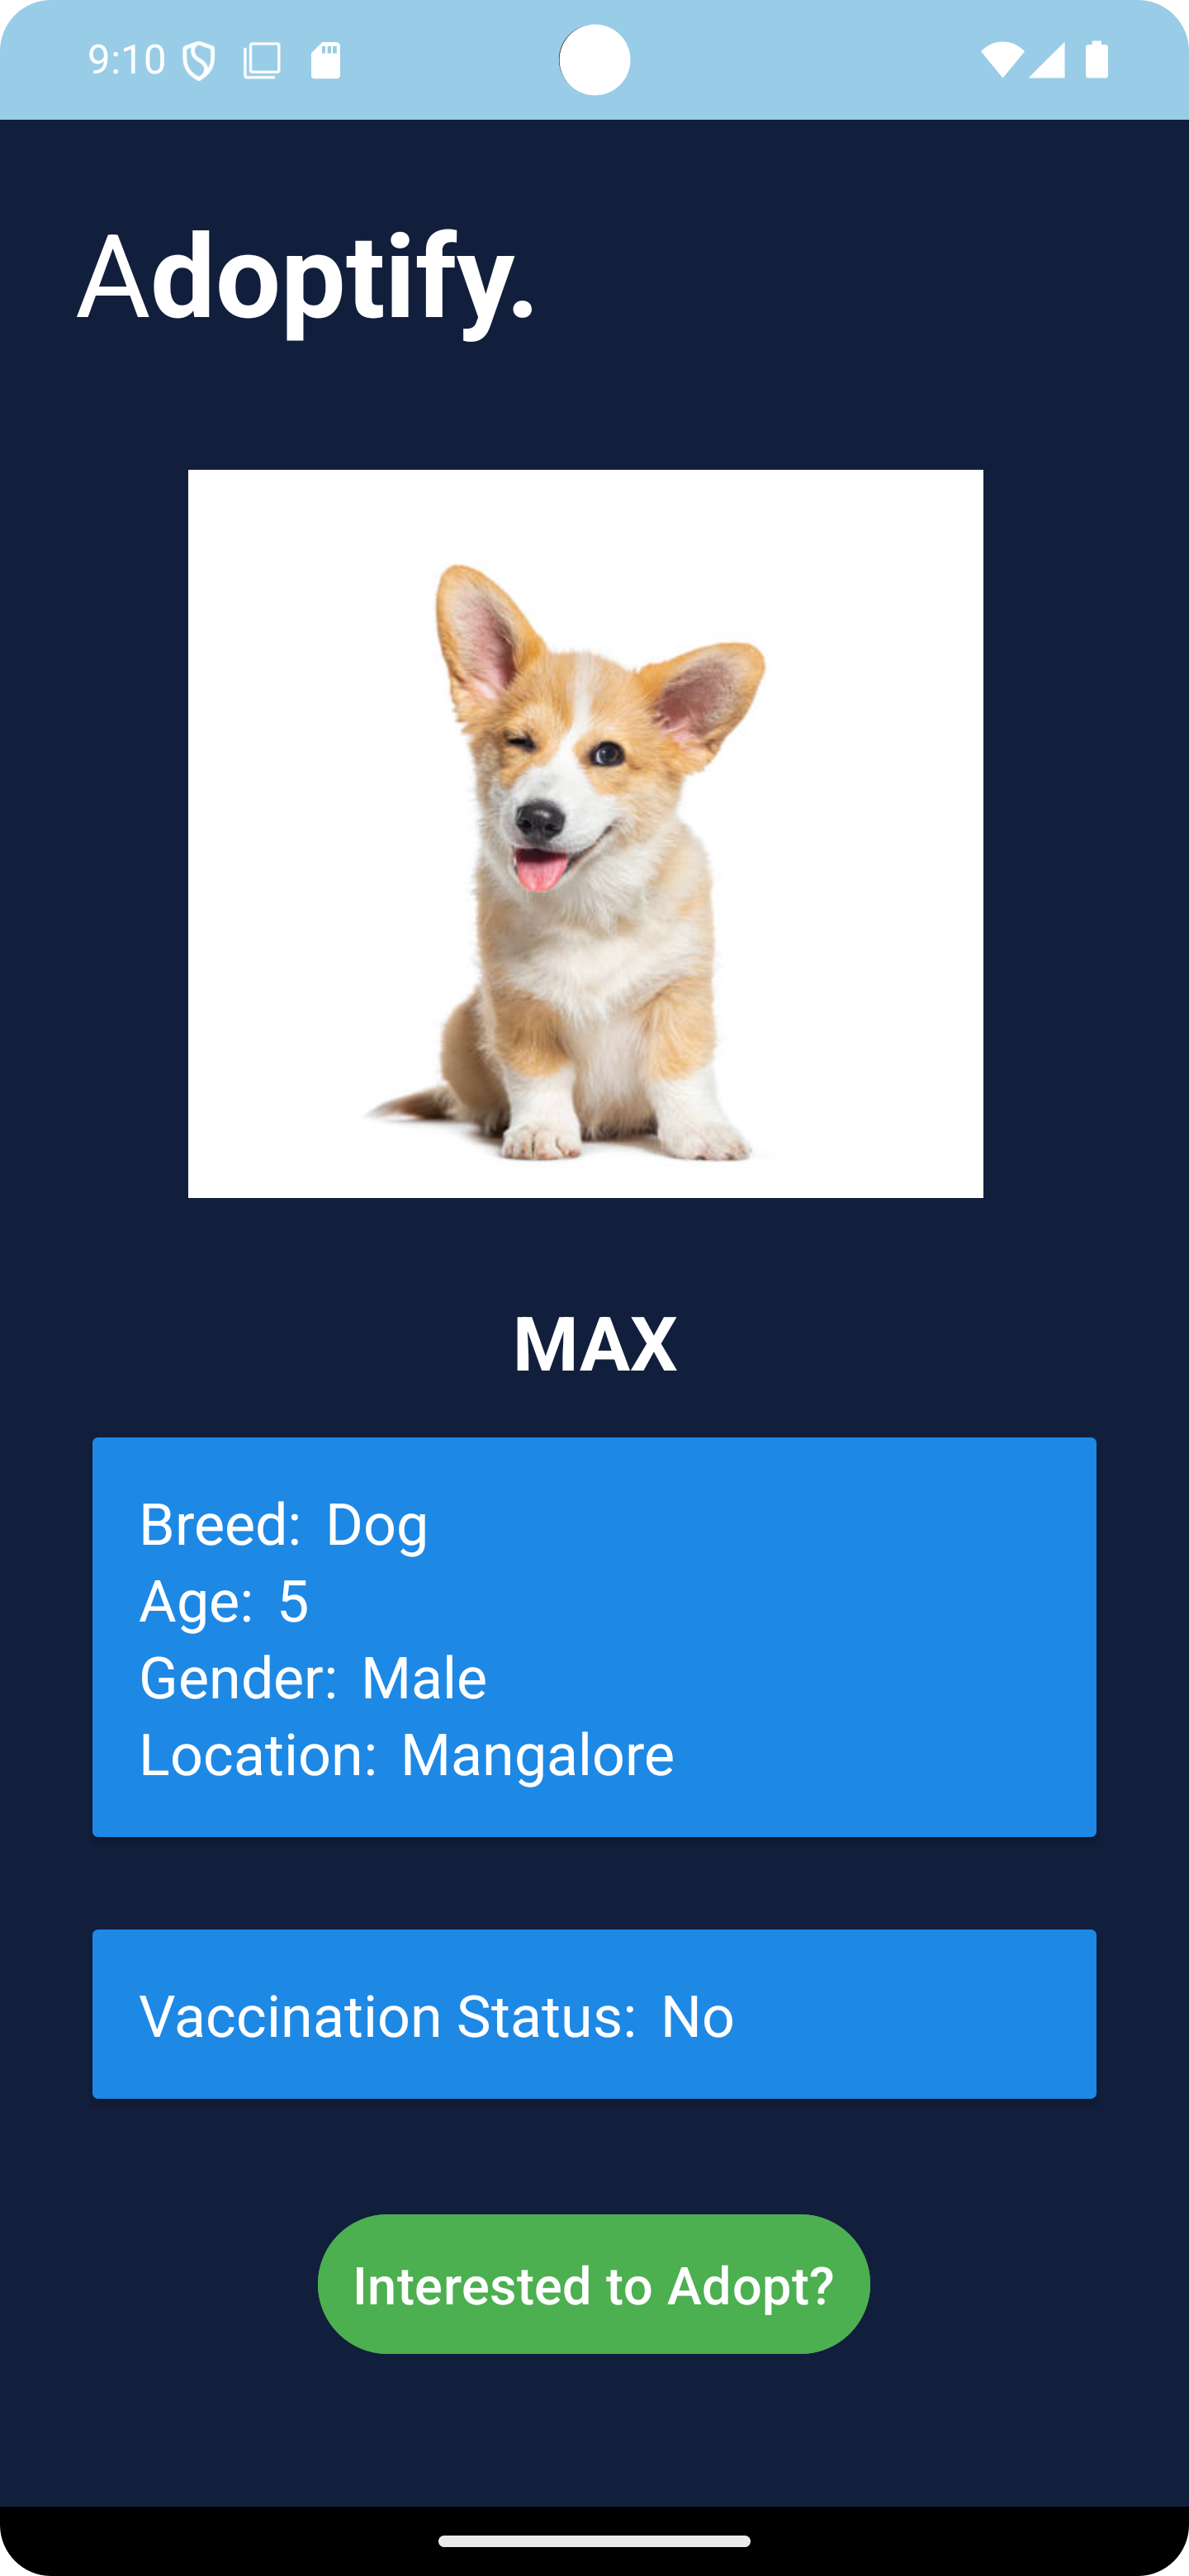 9:10
Adoptify.
MAX
Breed: Dog
Age: 5
Gender: Male
Location: Mangalore
Vaccination Status: No
Interested to Adopt?